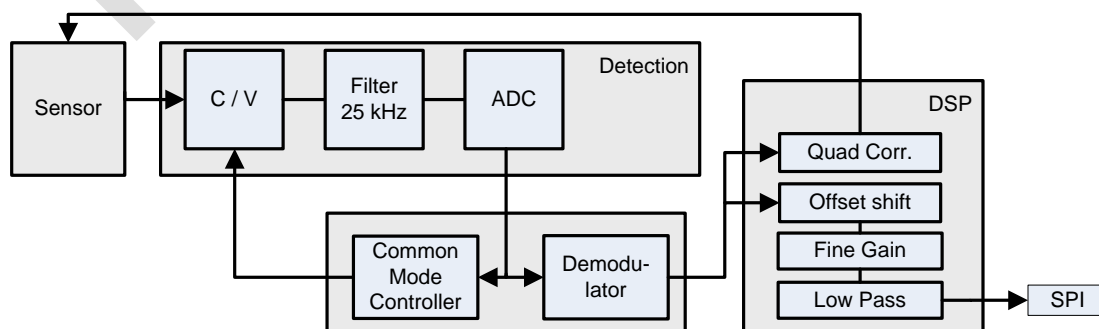 Sensor
Detection
C / V
Filter
25 kHz
ADC
DSP
Quad Corr.
Offset shift
Fine Gain
Low Pass
Common
Mode
Controller
Demodu-
lator
SPI